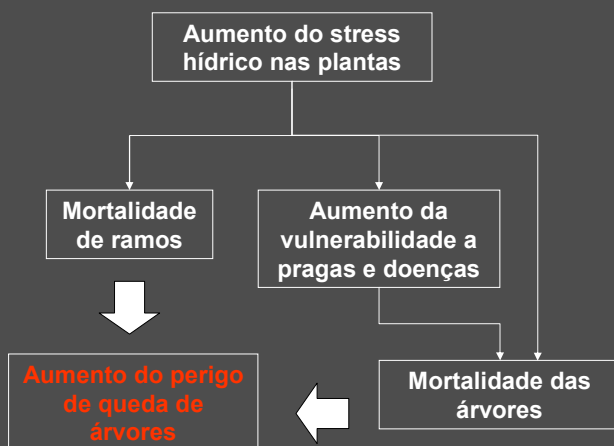 Aumento do stress
hídrico nas plantas
Mortalidade
de ramos
Aumento da
vulnerabilidade a
pragas e doenças
Aumento do perigo
de queda de
árvores
Mortalidade das
árvores